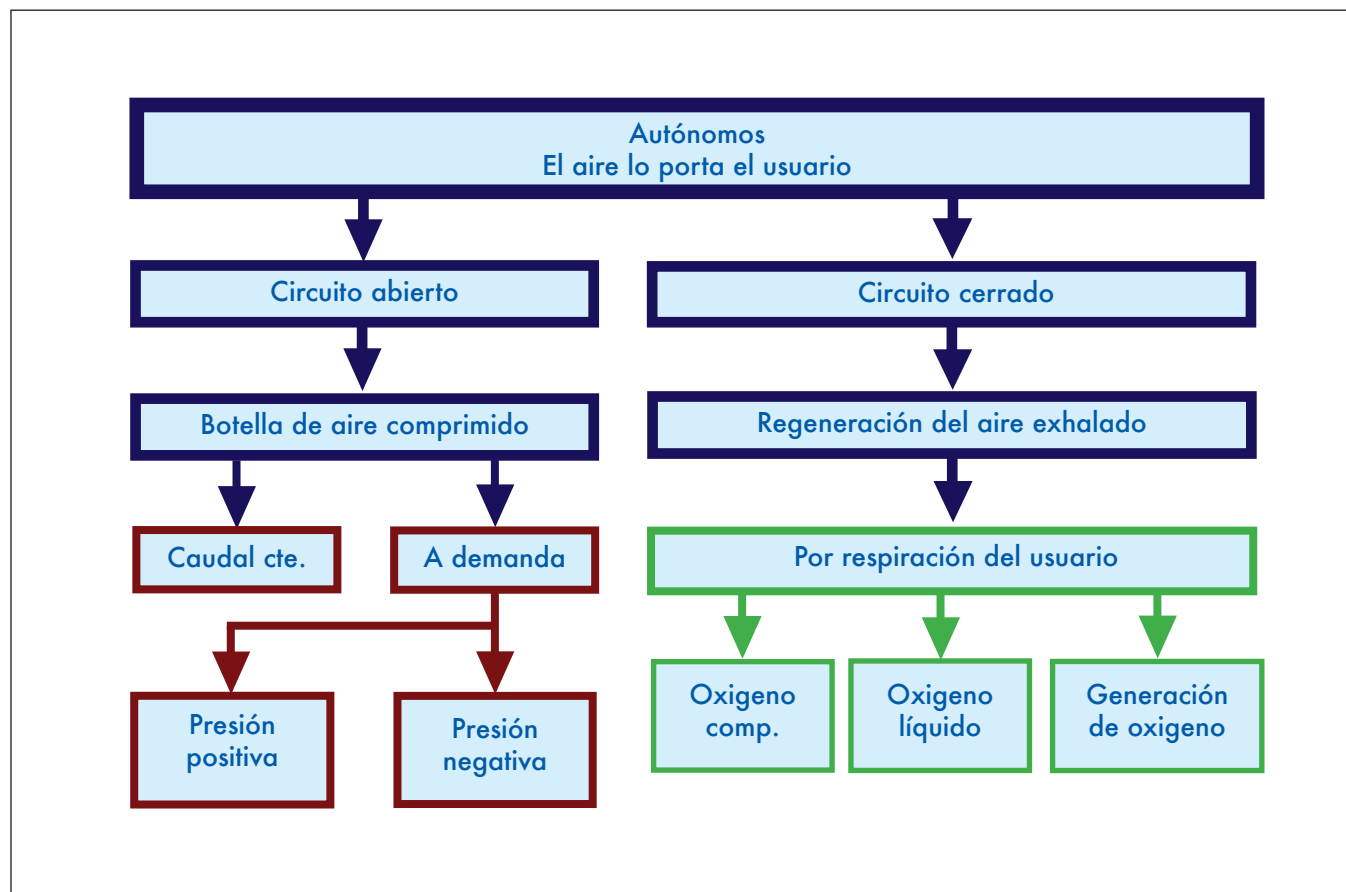 Autónomos
El aire lo porta el usuario
Circuito abierto
Circuito cerrado
Botella de aire comprimido
Regeneración del aire exhalado
Caudal cte.
A demanda
Por respiración del usuario
Presión
positiva
Presión
negativa
Oxigeno
comp.
Oxigeno
líquido
Generación
de oxigeno